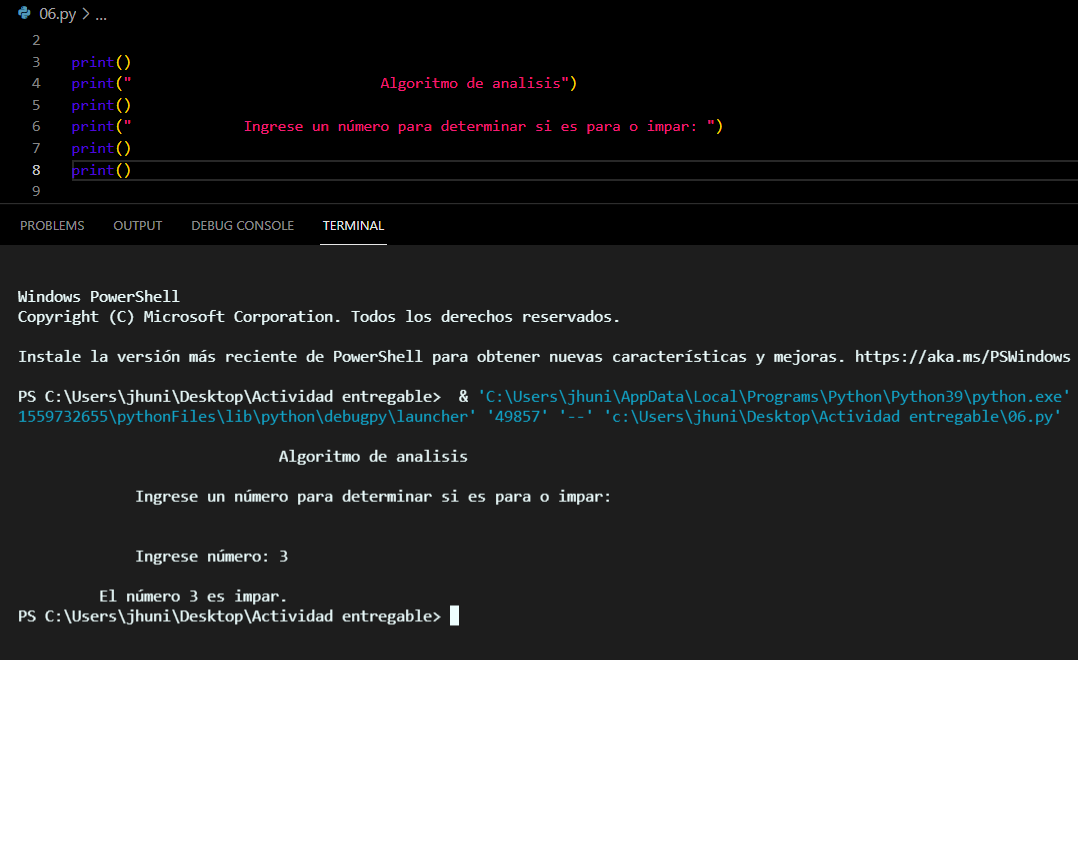 06.py > ...
2
3 print()
4 print("                             Algoritmo de analisis")
5 print()
6 print("             Ingrese un número para determinar si es para o impar: ")
7 print()
8 print()
9
PROBLEMS OUTPUT DEBUG CONSOLE TERMINAL
Windows PowerShell
Copyright (C) Microsoft Corporation. Todos los derechos reservados.
Instale la versión más reciente de PowerShell para obtener nuevas características y mejoras. https://aka.ms/PSWindows
PS C:\Users\jhuni\Desktop\Actividad entregable>  & 'C:\Users\jhuni\AppData\Local\Programs\Python\Python39\python.exe'
1559732655\pythonFiles\lib\python\debugpy\launcher' '49857' '--' 'c:\Users\jhuni\Desktop\Actividad entregable\06.py'
Algoritmo de analisis
Ingrese un número para determinar si es para o impar:
Ingrese número: 3
El número 3 es impar.
PS C:\Users\jhuni\Desktop\Actividad entregable>